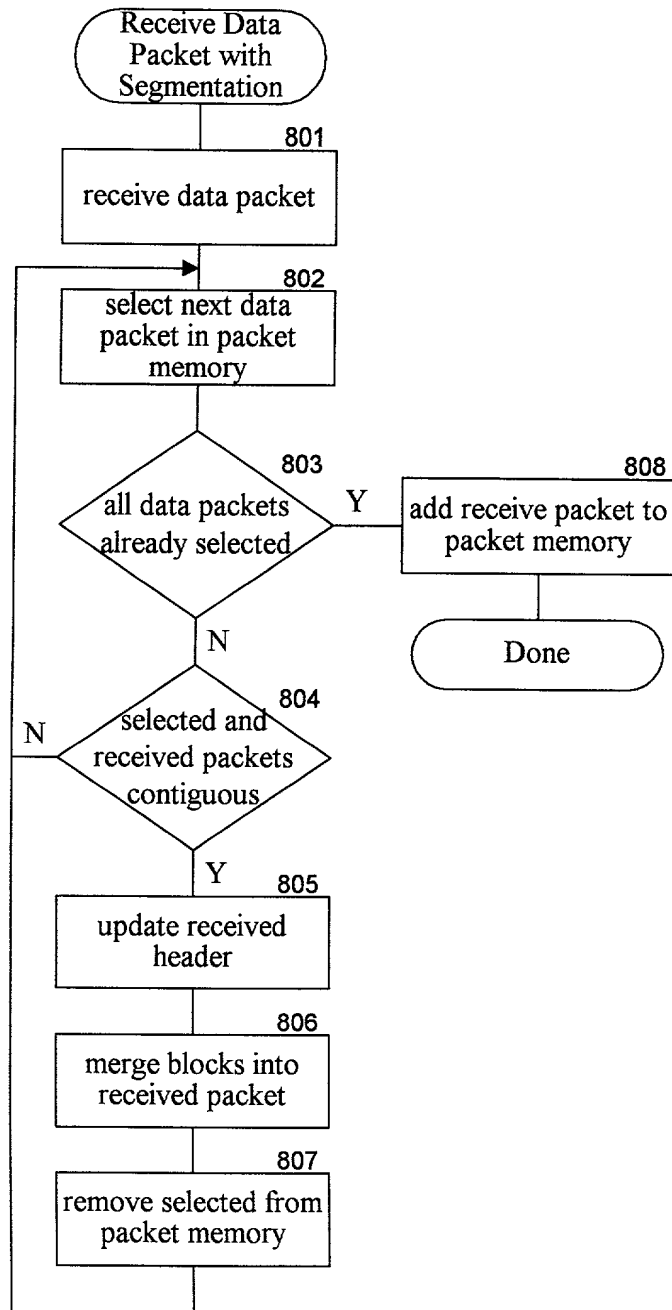 Receive Data
Packet with
Segmentation
801
receive data packet
802
select next data
packet in packet
memory
803
all data packets
already selected
Y
808
add receive packet to
packet memory
Done
N
804
selected and
received packets
contiguous
N
Y
805
update received
header
806
merge blocks into
received packet
807
remove selected from
packet memory